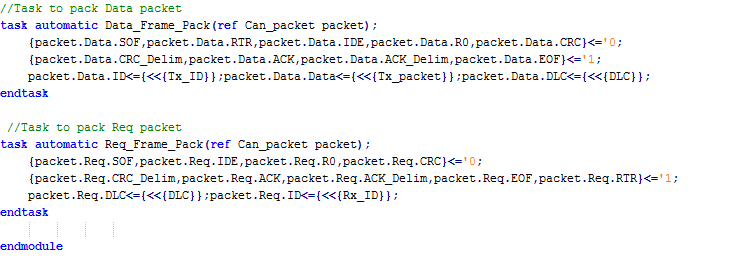 //Task to pack Data packet
task automatic Data_Frame_Pack(ref Can_packet packet);
{packet.Data.SOF,packet.Data.RTR,packet.Data.IDE,packet.Data.R0,packet.Data.CRC}<='0;
{packet.Data.CRC_Delim,packet.Data.ACK,packet.Data.ACK_Delim,packet.Data.EOF}<='1;
packet.Data.ID<={<<{Tx_ID}};packet.Data.Data<={<<{Tx_packet}};packet.Data.DLC<={<<{DLC}};
endtask
//Task to pack Req packet
task automatic Req_Frame_Pack(ref Can_packet packet);
{packet.Req.SOF,packet.Req.IDE,packet.Req.R0,packet.Req.CRC}<='0;
{packet.Req.CRC_Delim,packet.Req.ACK,packet.Req.ACK_Delim,packet.Req.EOF,packet.Req.RTR}<='1;
packet.Req.DLC<={<<{DLC}};packet.Req.ID<={<<{Rx_ID}};
endtask
endmodule